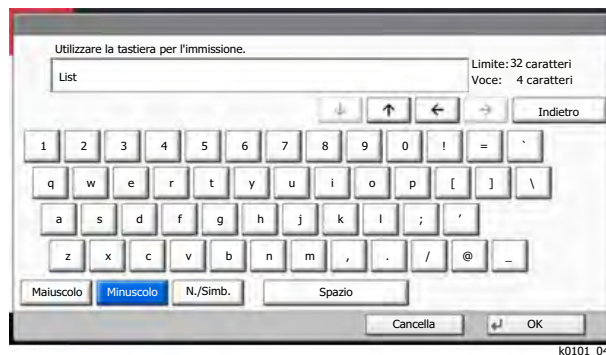 Utilizzare la tastiera per l'immissione.
Limite: 32 caratteri
List
Voce: 4 caratteri
↓ ↑ ← → Indietro
1 2 3 4 5 6 7 8 9 0 ! = `
q w e r t y u i o p [ ] \
a s d f g h j k l ; '
z x c v b n m , . / @ _
Maiuscolo Minuscolo N./Simb. Spazio
Cancella OK
k0101_04